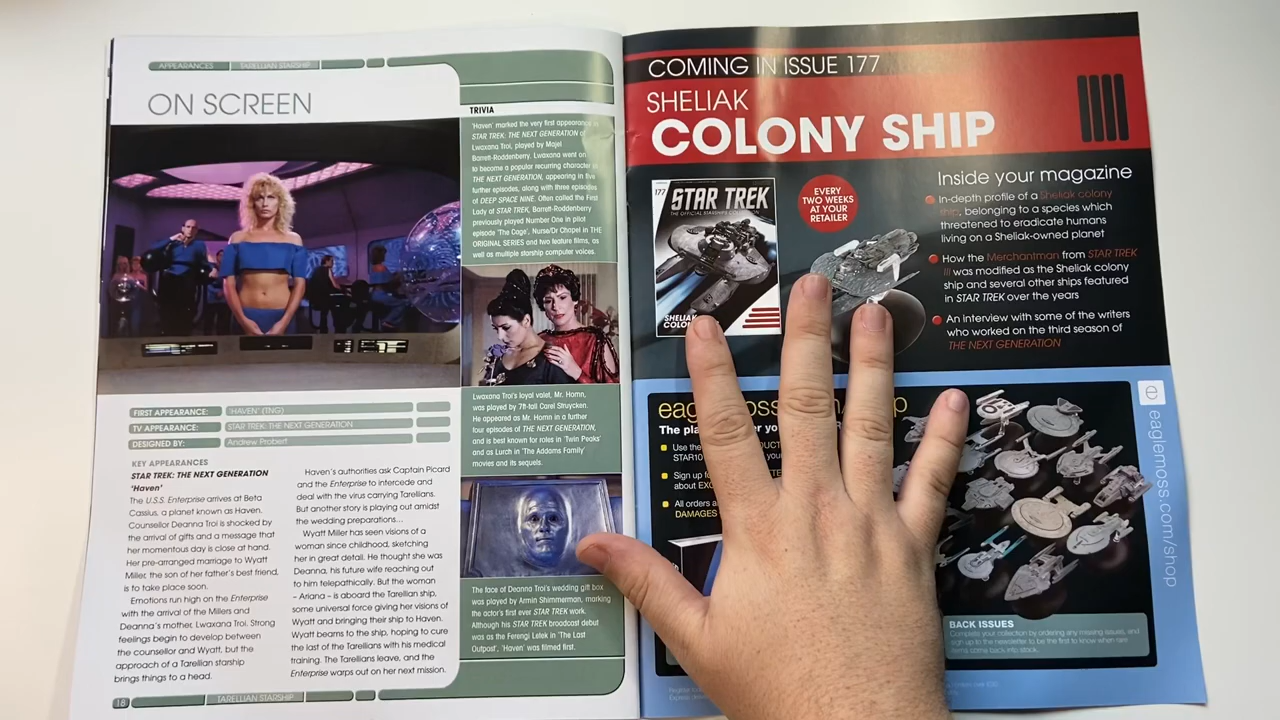 APPEARANCES
TARELLIAN STARSHIP
ON SCREEN
FIRST APPEARANCE:
'HAVEN' (TNG)
TV APPEARANCE:
STAR TREK: THE NEXT GENERATION
DESIGNED BY:
Andrew Probert
KEY APPEARANCES
STAR TREK: THE NEXT GENERATION
'Haven'
The U.S.S. Enterprise arrives at Beta
Cassius, a planet known as Haven.
Counsellor Deanna Troi is shocked by
the arrival of gifts and a message that
her momentous day is close at hand.
Her pre-arranged marriage to Wyatt
Miller, the son of her father's best friend,
is to take place soon.
Emotions run high on the Enterprise
with the arrival of the Millers and
Deanna's mother, Lwaxana Troi. Strong
feelings begin to develop between
the counsellor and Wyatt, but the
approach of a Tarellian starship
brings things to a head.
Haven's authorities ask Captain Picard
and the Enterprise to intercede and
deal with the virus carrying Tarellians.
But another story is playing out amidst
the wedding preparations...
Wyatt Miller has seen visions of a
woman since childhood, sketching
her in great detail. He thought she was
Deanna, his future wife reaching out
to him telepathically. But the woman
– Ariana – is aboard the Tarellian ship,
some universal force giving her visions of
Wyatt and bringing their ship to Haven.
Wyatt beams to the ship, hoping to cure
the last of the Tarellians with his medical
training. The Tarellians leave, and the
Enterprise warps out on her next mission.
18
TARELLIAN STARSHIP
TRIVIA
'Haven' marked the very first appearance in
STAR TREK: THE NEXT GENERATION of
Lwaxana Troi, played by Majel
Barrett-Roddenberry. Lwaxana went on
to become a popular recurring character in
THE NEXT GENERATION, appearing in five
further episodes, along with three episodes
of DEEP SPACE NINE. Often called the First
Lady of STAR TREK, Barrett-Roddenberry
previously played Number One in pilot
episode 'The Cage', Nurse/Dr Chapel in THE
ORIGINAL SERIES and two feature films, as
well as multiple starship computer voices.
Lwaxana Troi's loyal valet, Mr. Homn,
was played by 7ft-tall Carel Struycken.
He appeared as Mr. Homn in a further
four episodes of THE NEXT GENERATION,
and is best known for roles in 'Twin Peaks'
and as Lurch in 'The Addams Family'
movies and its sequels.
The face of Deanna Troi's wedding gift box
was played by Armin Shimmerman, marking
the actor's first ever STAR TREK work.
Although his STAR TREK broadcast debut
was as the Ferengi Letek in 'The Last
Outpost', 'Haven' was filmed first.
COMING IN ISSUE 177
SHELIAK
COLONY SHIP
177
STAR TREK
THE OFFICIAL STARSHIPS COLLECTION
SHELIAK
EVERY
TWO WEEKS
AT YOUR
RETAILER
Inside your magazine
In-depth profile of a Sheliak colony
ship, belonging to a species which
threatened to eradicate humans
living on a Sheliak-owned planet
How the Merchantman from STAR TREK
III was modified as the Sheliak colony
ship and several other ships featured
in STAR TREK over the years
An interview with some of the writers
who worked on the third season of
THE NEXT GENERATION
The
Use the
STAR10
Sign up
about
All orders
DAMAGES
e
eaglemoss.com/shop
BACK ISSUES
Complete your collection by ordering any missing issues, and
sign up to the newsletter to be the first to know when rare
items come back into stock.